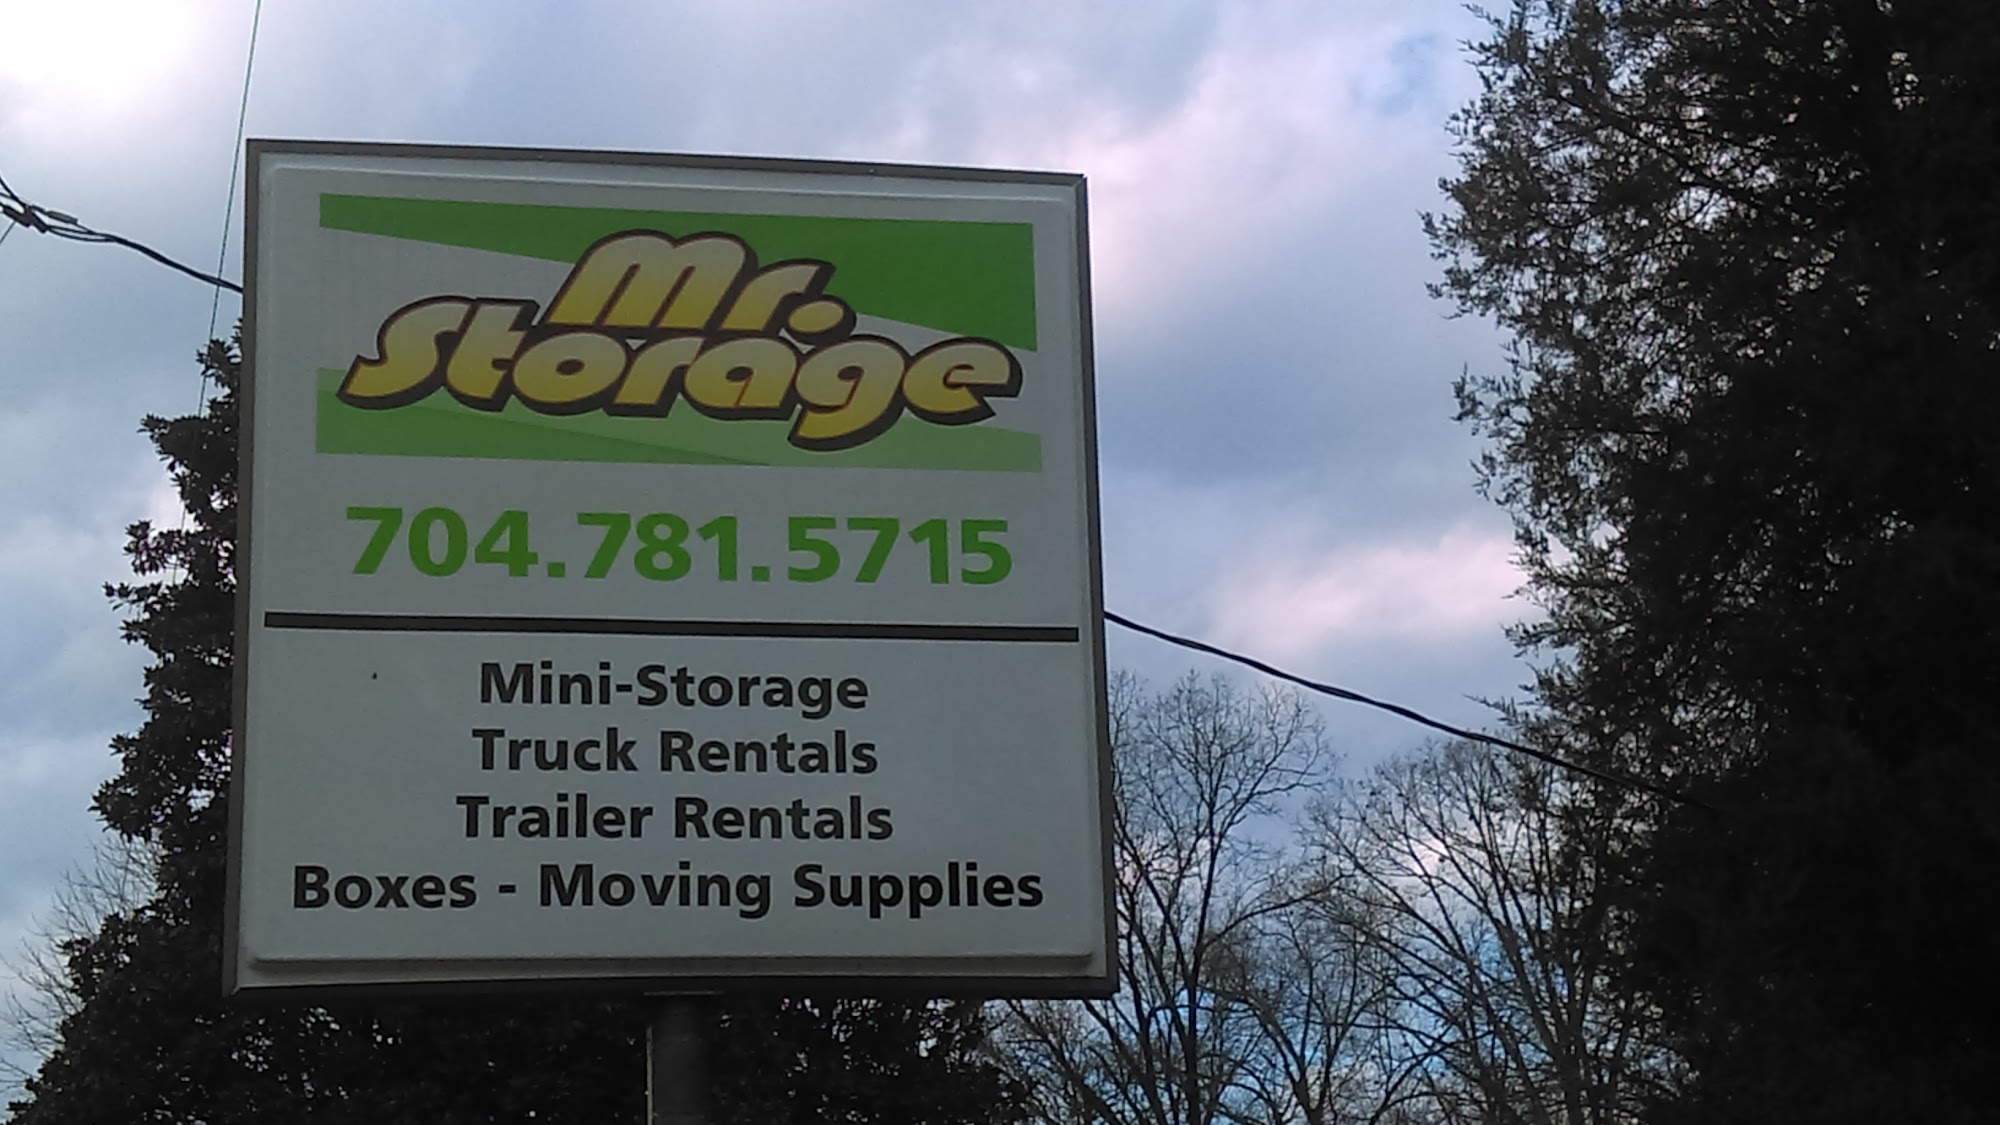 Mr.
Storage
704.781.5715
Mini-Storage
Truck Rentals
Trailer Rentals
Boxes - Moving Supplies